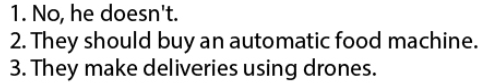 1. No, he doesn't.
2. They should buy an automatic food machine.
3. They make deliveries using drones.